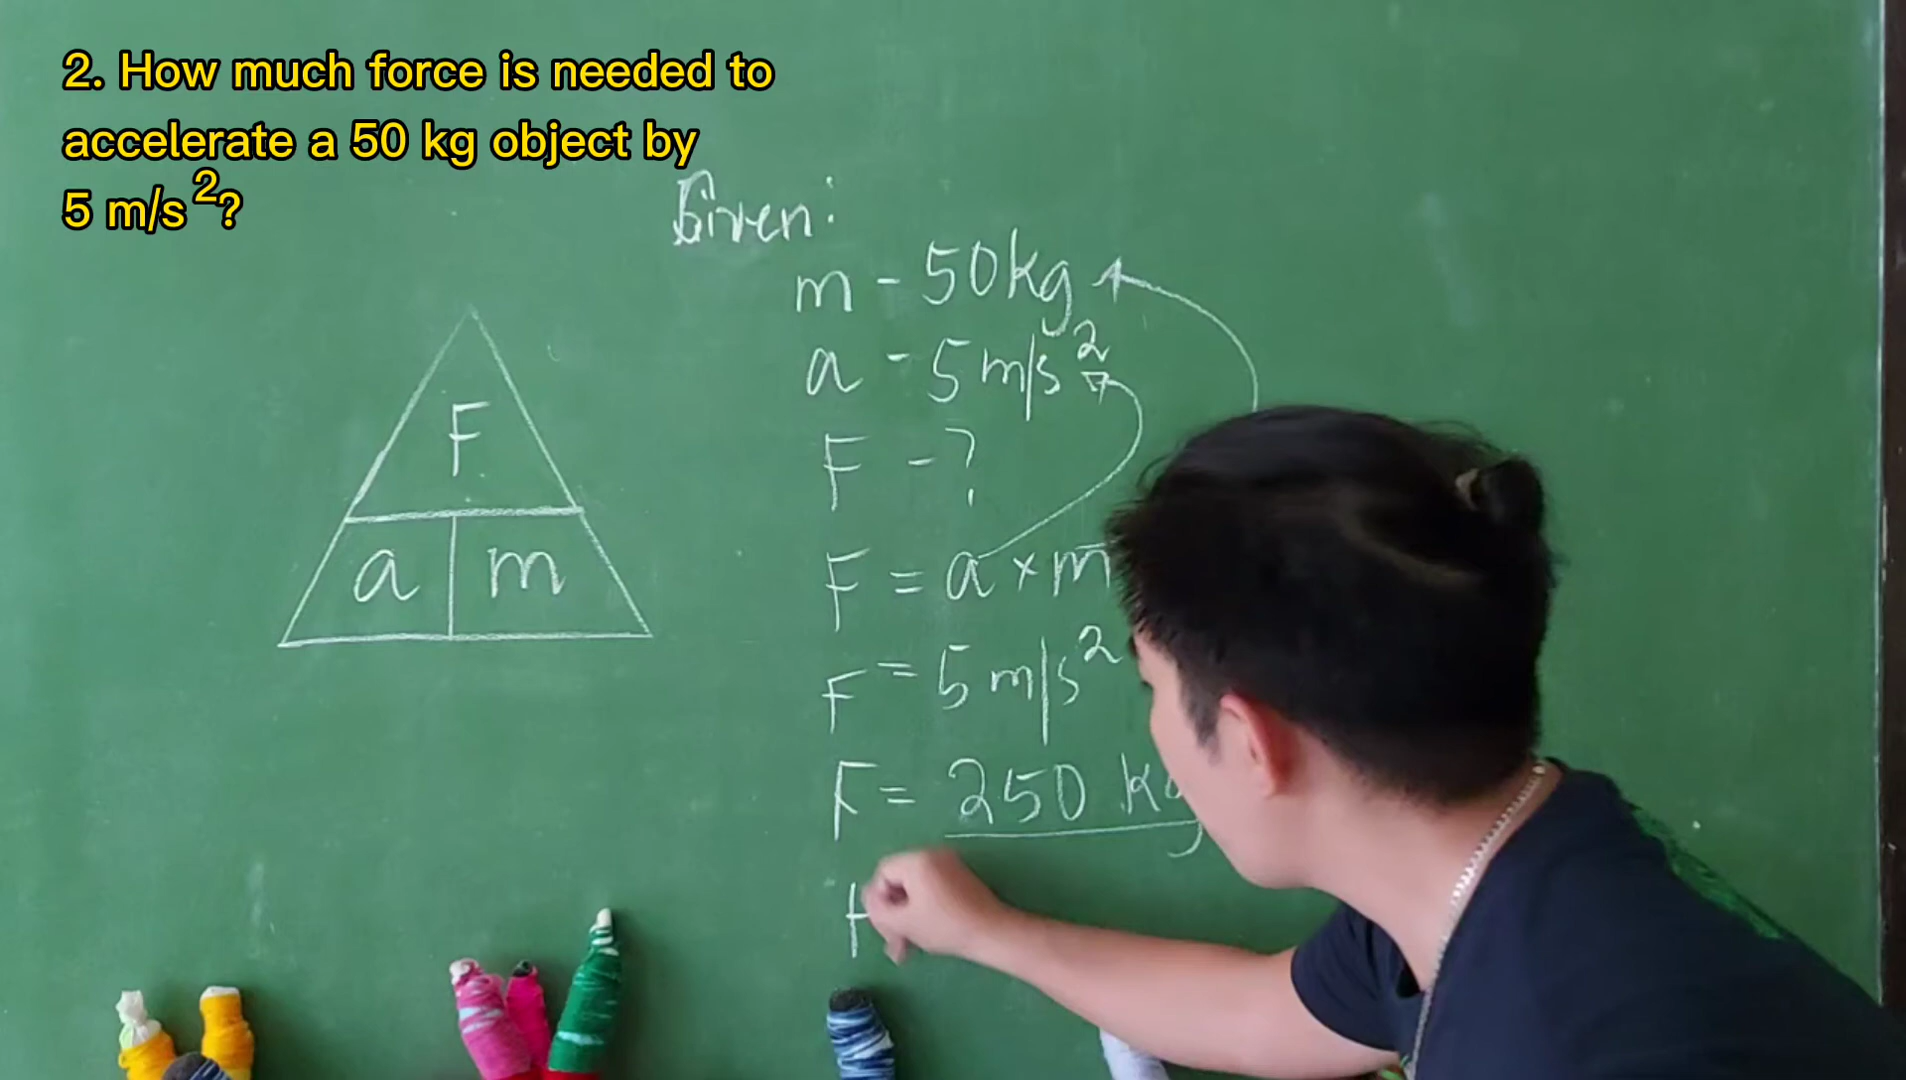 2. How much force is needed to
accelerate a 50 kg object by
5 m/s²?
Given:
m - 50kg
a - 5 m/s²
F - ?
F
a m
F = a × m
F = 5 m/s²
F = 250 kg
F